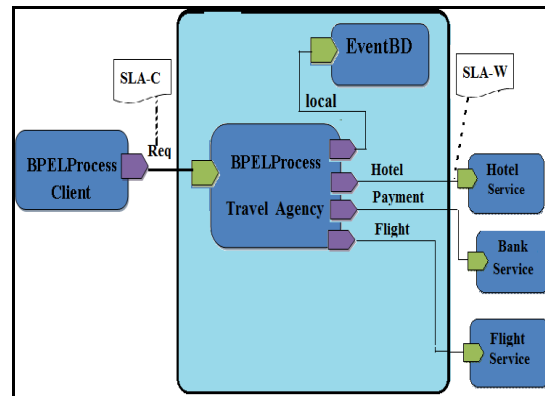 EventBD
SLA-C
SLA-W
local
Req
BPELProcess
Client
BPELProcess
Travel Agency
Hotel
Payment
Flight
Hotel
Service
Bank
Service
Flight
Service